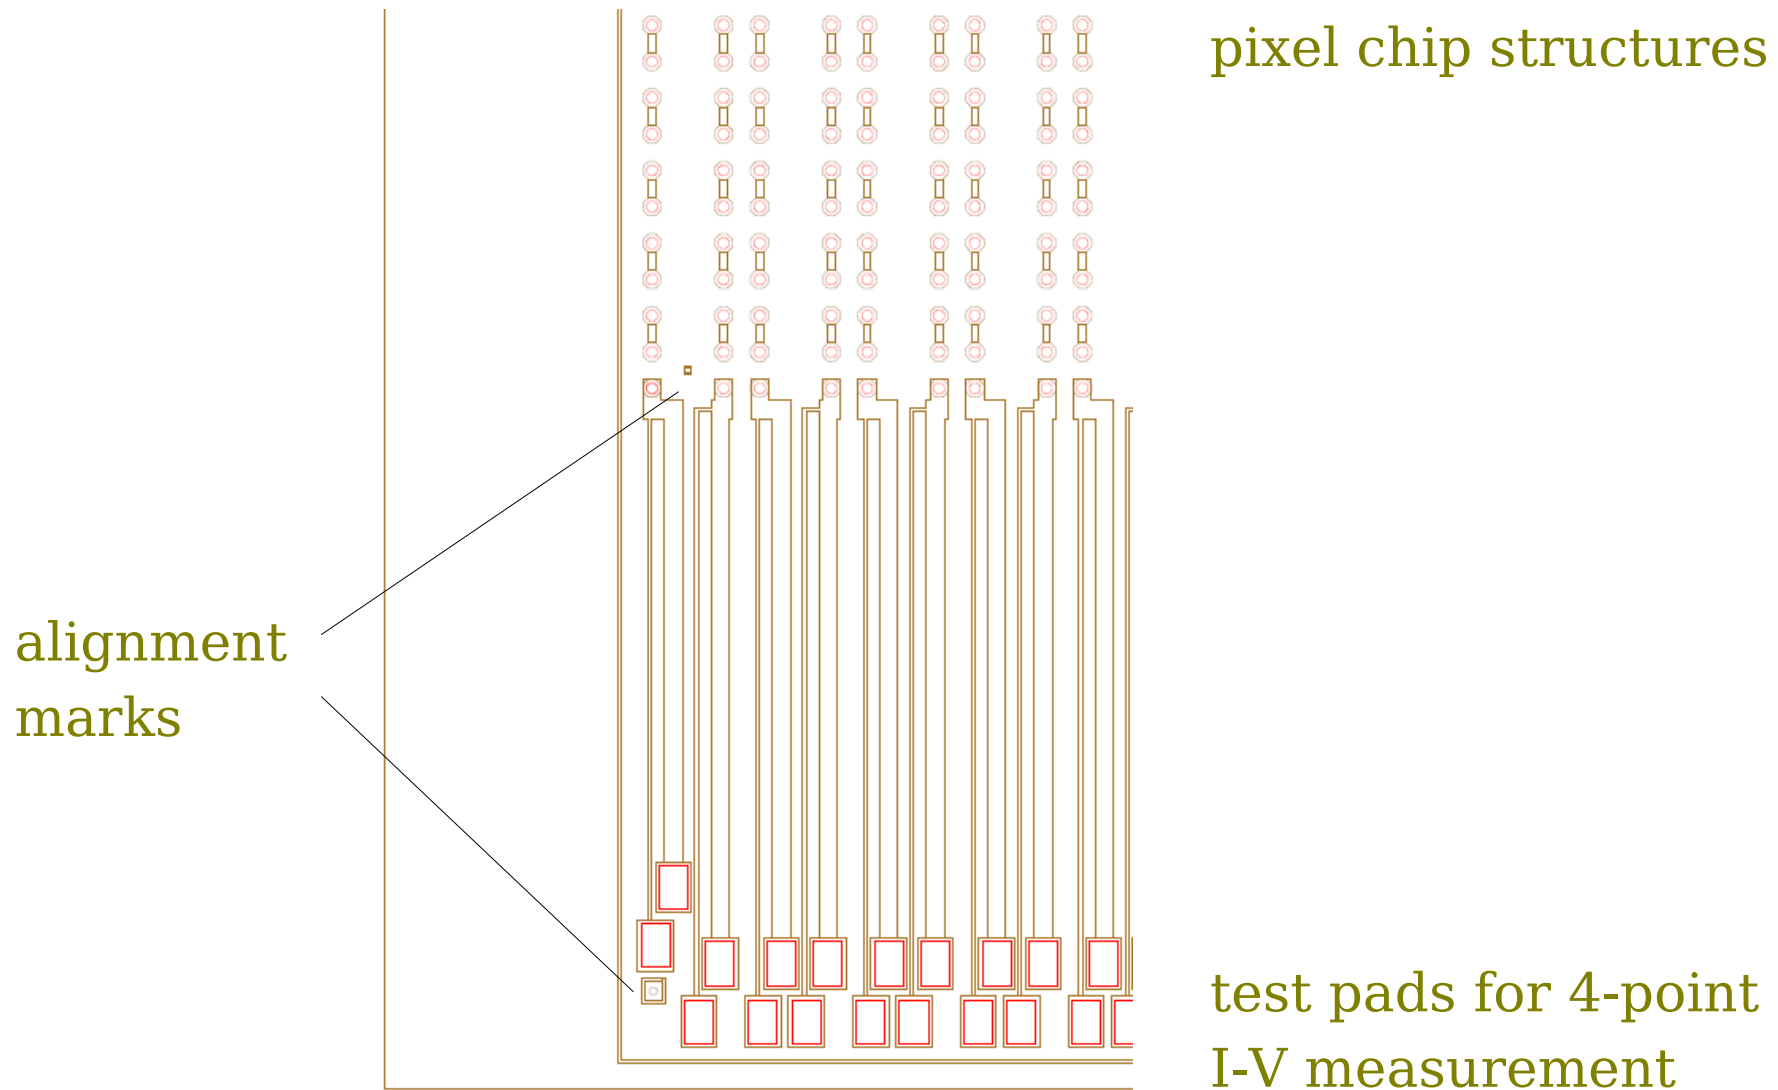 pixel chip structures
alignment
marks
test pads for 4-point
I-V measurement